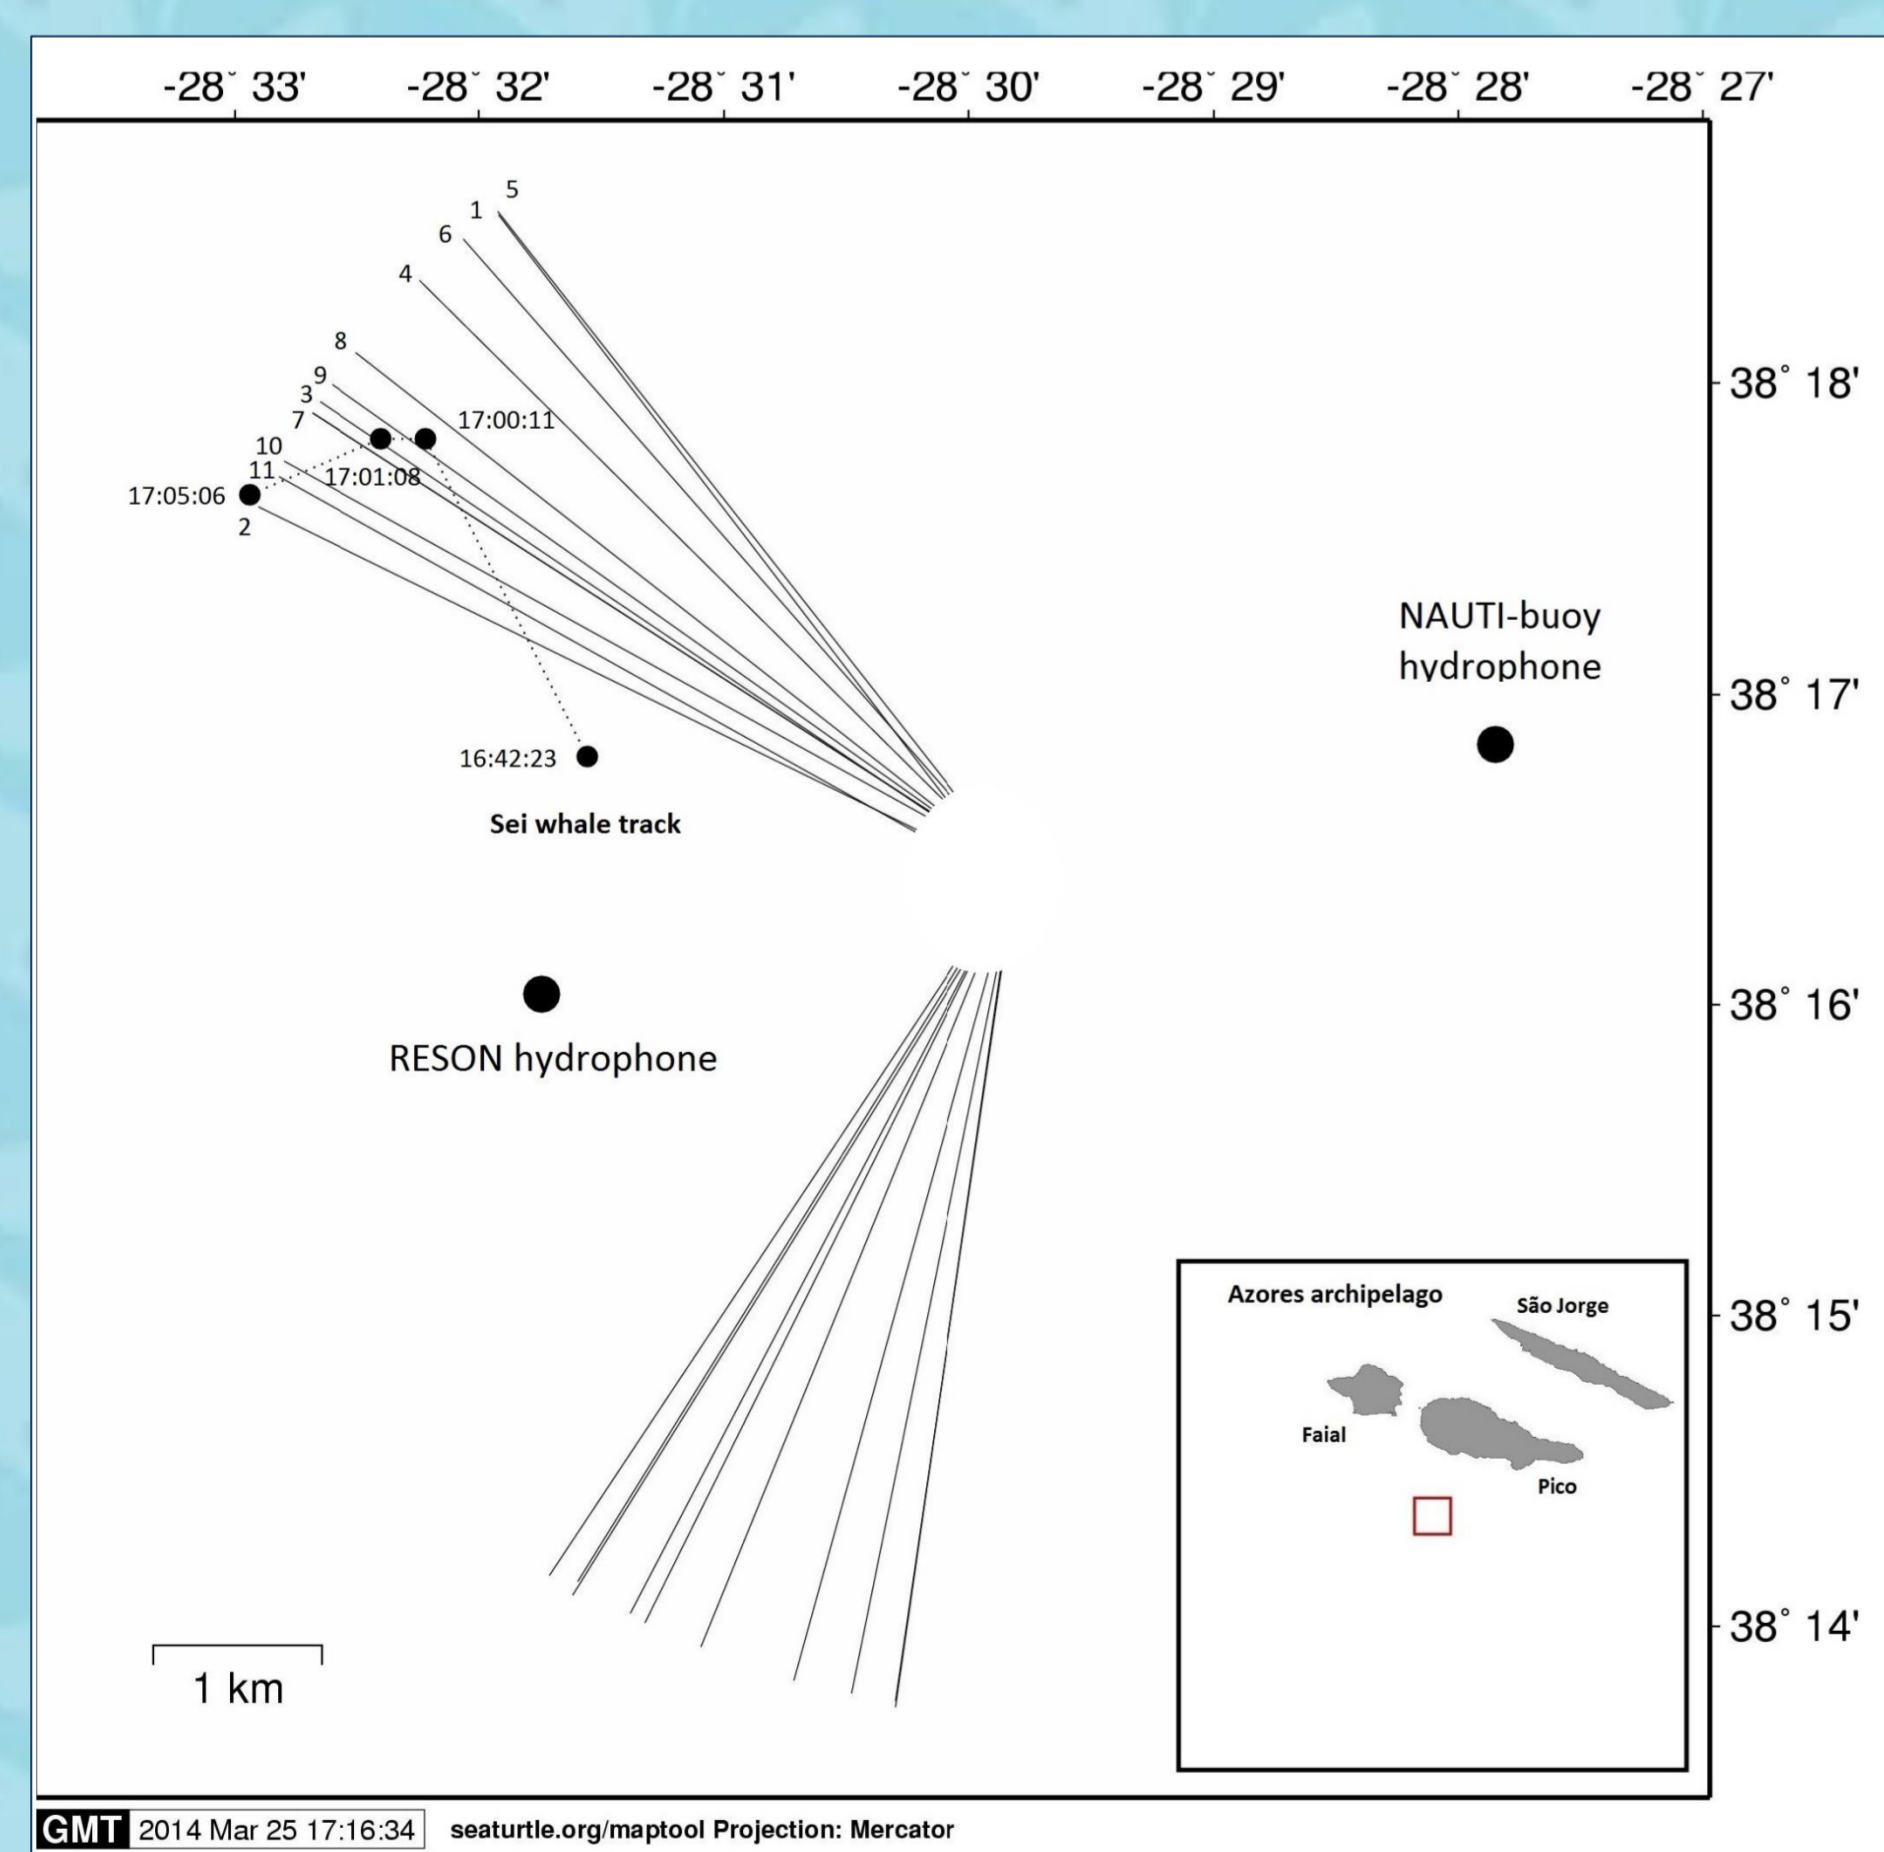 -28° 33' -28° 32' -28° 31' -28° 30' -28° 29' -28° 28' -28° 27'
5
1
6
4
8
9
3
7
10
11
2
17:00:11
17:01:08
17:05:06
16:42:23
Sei whale track
38° 18'
NAUTI-buoy
hydrophone
38° 17'
38° 16'
RESON hydrophone
38° 15'
38° 14'
Azores archipelago
São Jorge
Faial
Pico
1 km
GMT 2014 Mar 25 17:16:34 seaturtle.org/maptool Projection: Mercator